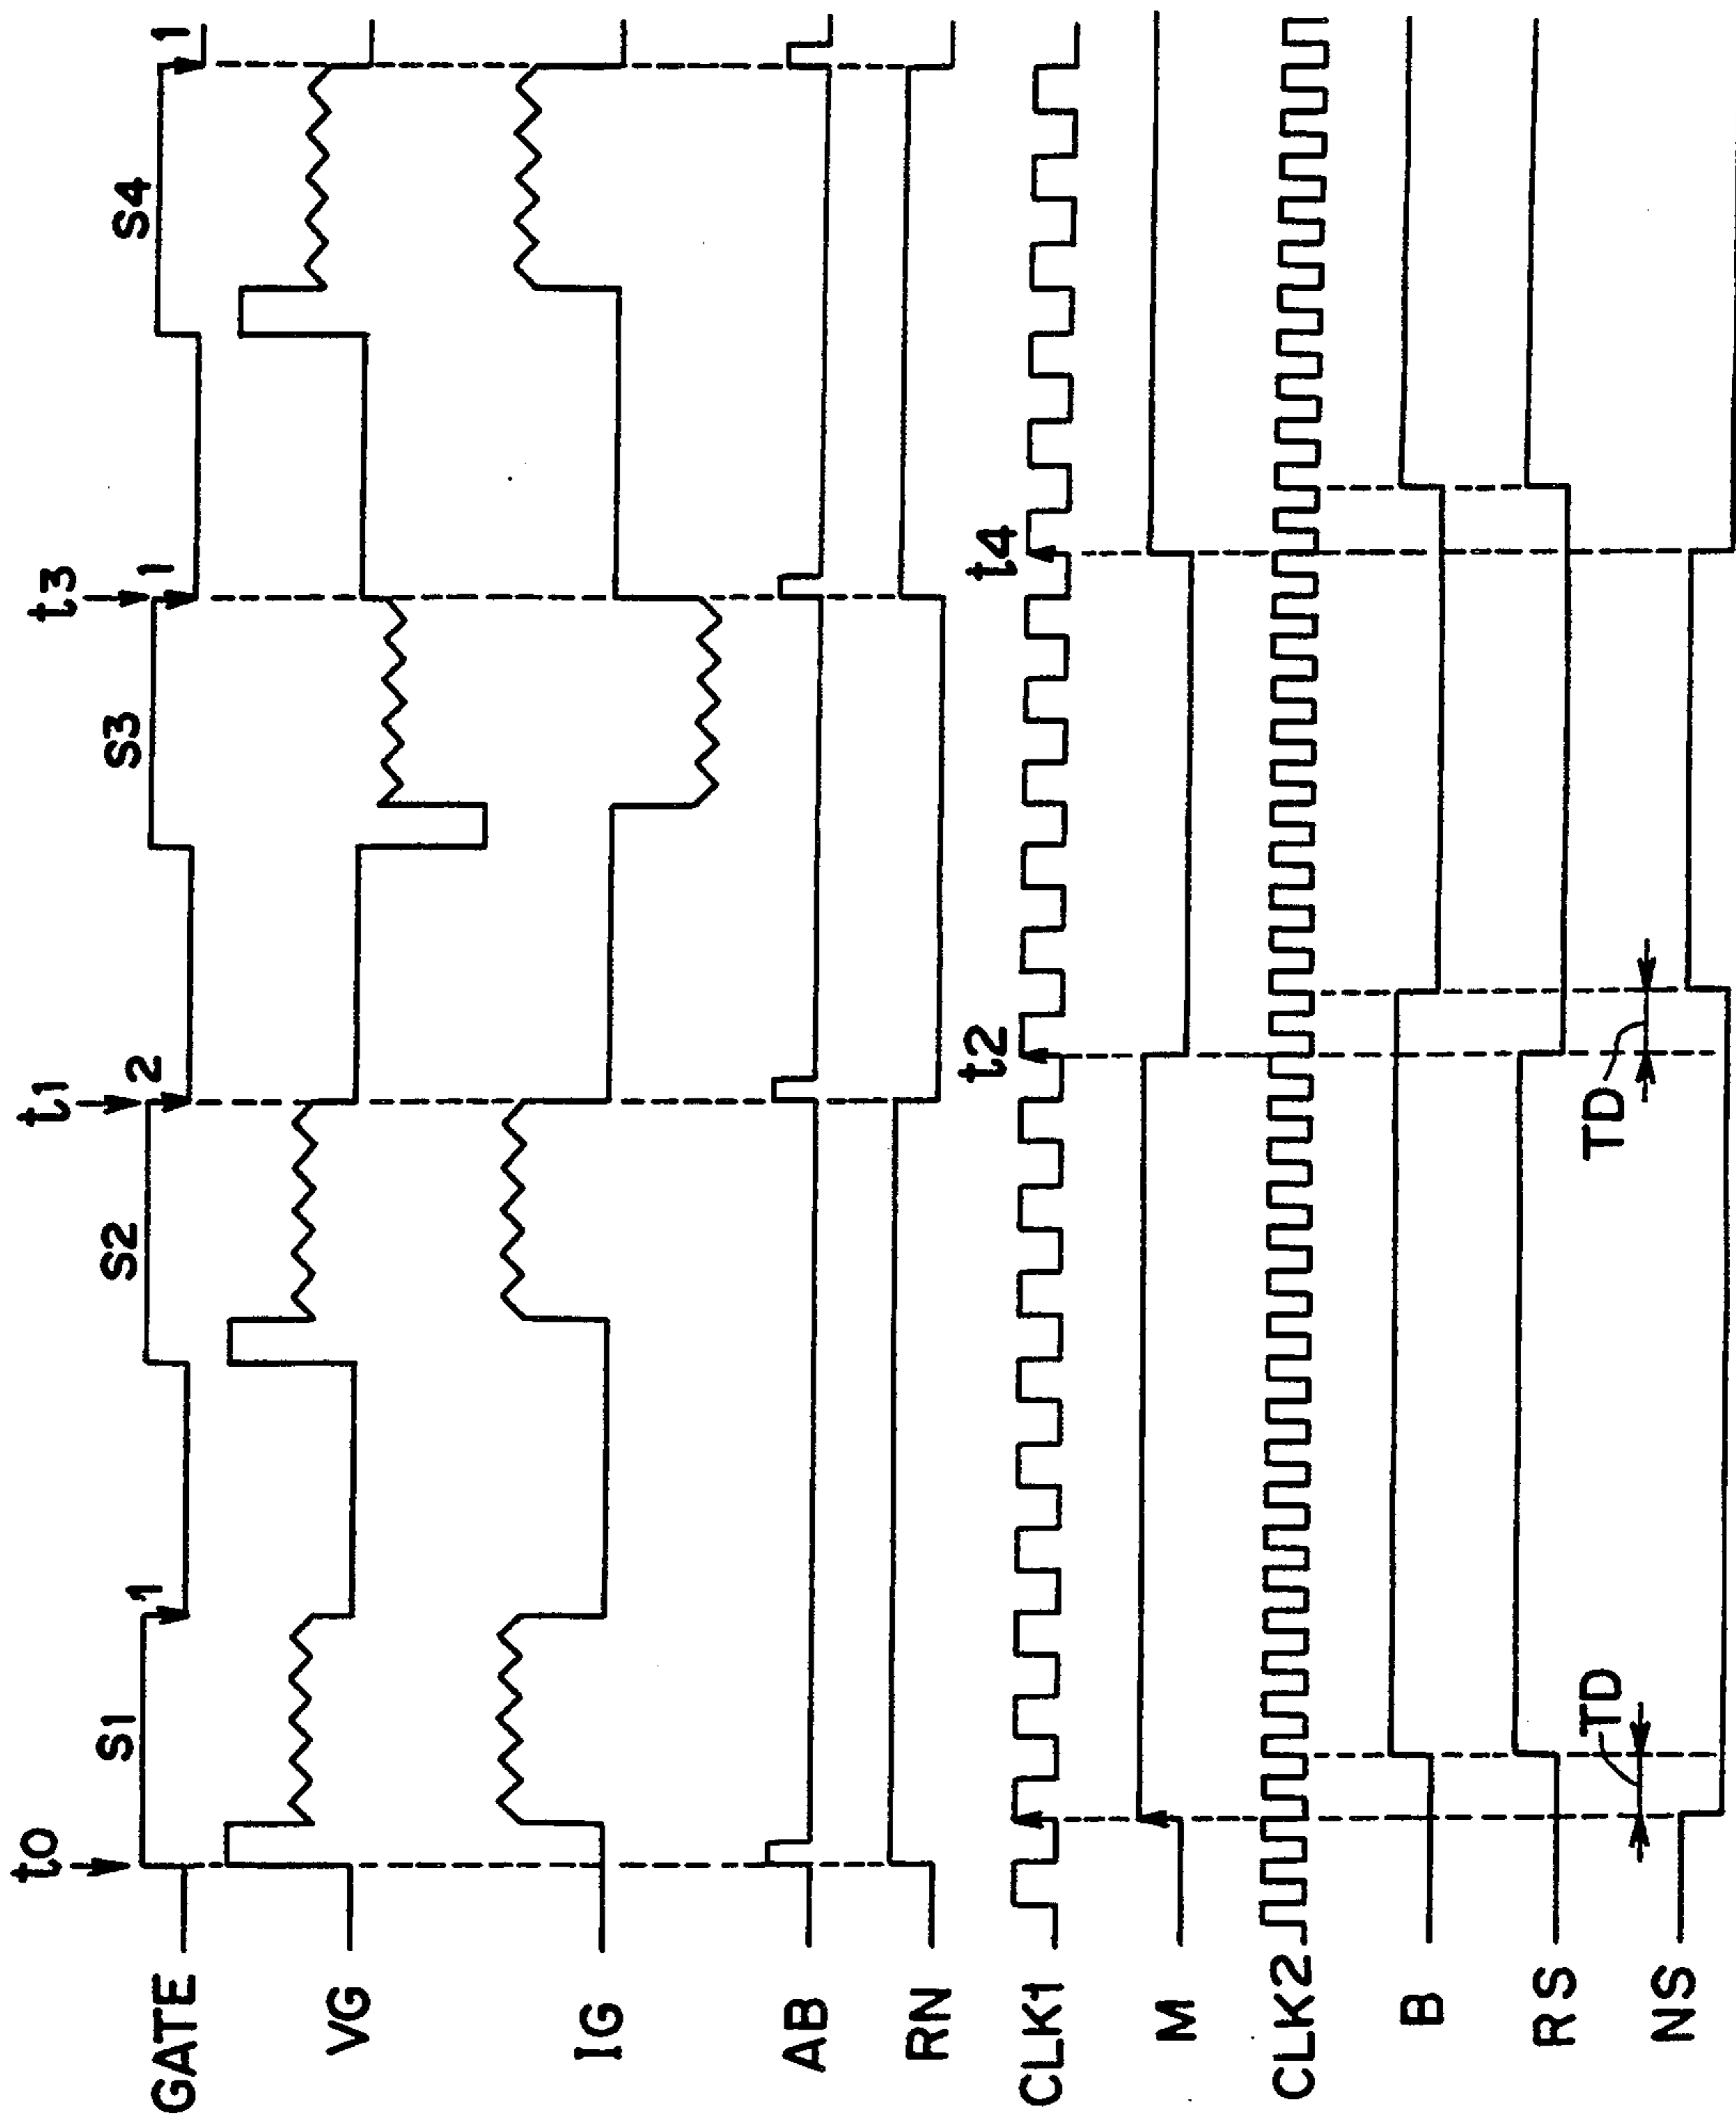 t0 t1 t3
S1 1 S2 2 S3 1 S4 1
GATE
VG
IG
AB
RN
t2 t4
CLK1
M
CLK2
B
RS
TD TD
NS